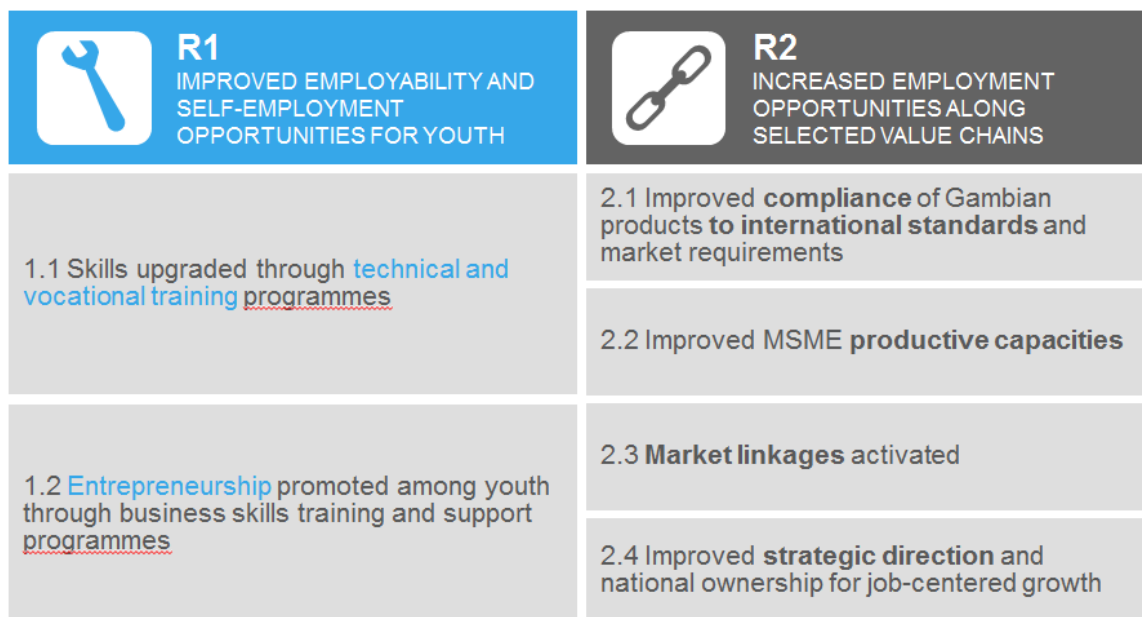 R1
IMPROVED EMPLOYABILITY AND
SELF-EMPLOYMENT
OPPORTUNITIES FOR YOUTH
1.1 Skills upgraded through technical and
vocational training programmes
1.2 Entrepreneurship promoted among youth
through business skills training and support
programmes
R2
INCREASED EMPLOYMENT
OPPORTUNITIES ALONG
SELECTED VALUE CHAINS
2.1 Improved compliance of Gambian
products to international standards and
market requirements
2.2 Improved MSME productive capacities
2.3 Market linkages activated
2.4 Improved strategic direction and
national ownership for job-centered growth